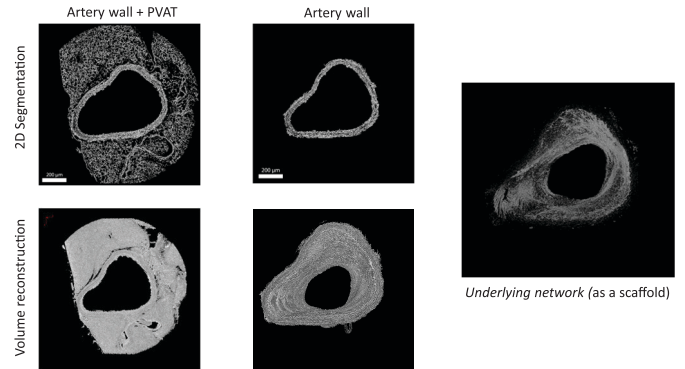 Artery wall + PVAT
Artery wall
2D Segmentation
200 µm
200 µm
Volume reconstruction
Underlying network (as a scaffold)